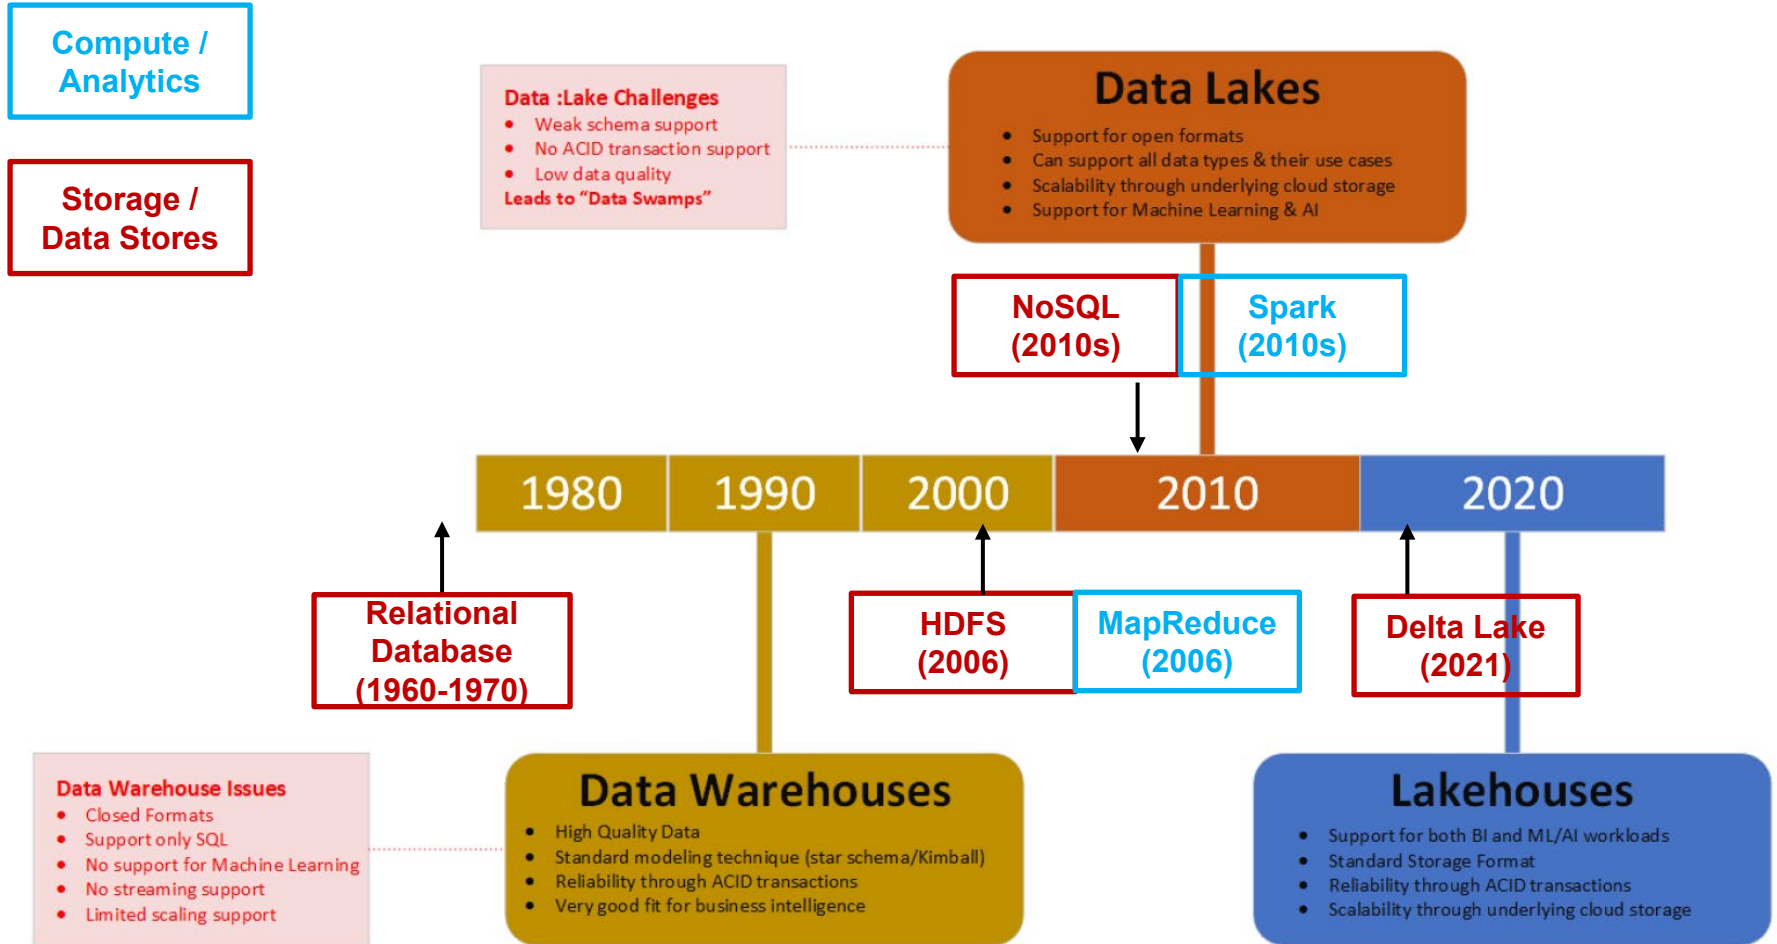 Compute /
Analytics
Storage /
Data Stores
Data :Lake Challenges
• Weak schema support
• No ACID transaction support
• Low data quality
Leads to “Data Swamps”
Data Lakes
• Support for open formats
• Can support all data types & their use cases
• Scalability through underlying cloud storage
• Support for Machine Learning & AI
NoSQL
(2010s)
Spark
(2010s)
1980
1990
2000
2010
2020
Relational
Database
(1960-1970)
HDFS
(2006)
MapReduce
(2006)
Delta Lake
(2021)
Data Warehouse Issues
• Closed Formats
• Support only SQL
• No support for Machine Learning
• No streaming support
• Limited scaling support
Data Warehouses
• High Quality Data
• Standard modeling technique (star schema/Kimball)
• Reliability through ACID transactions
• Very good fit for business intelligence
Lakehouses
• Support for both BI and ML/AI workloads
• Standard Storage Format
• Reliability through ACID transactions
• Scalability through underlying cloud storage